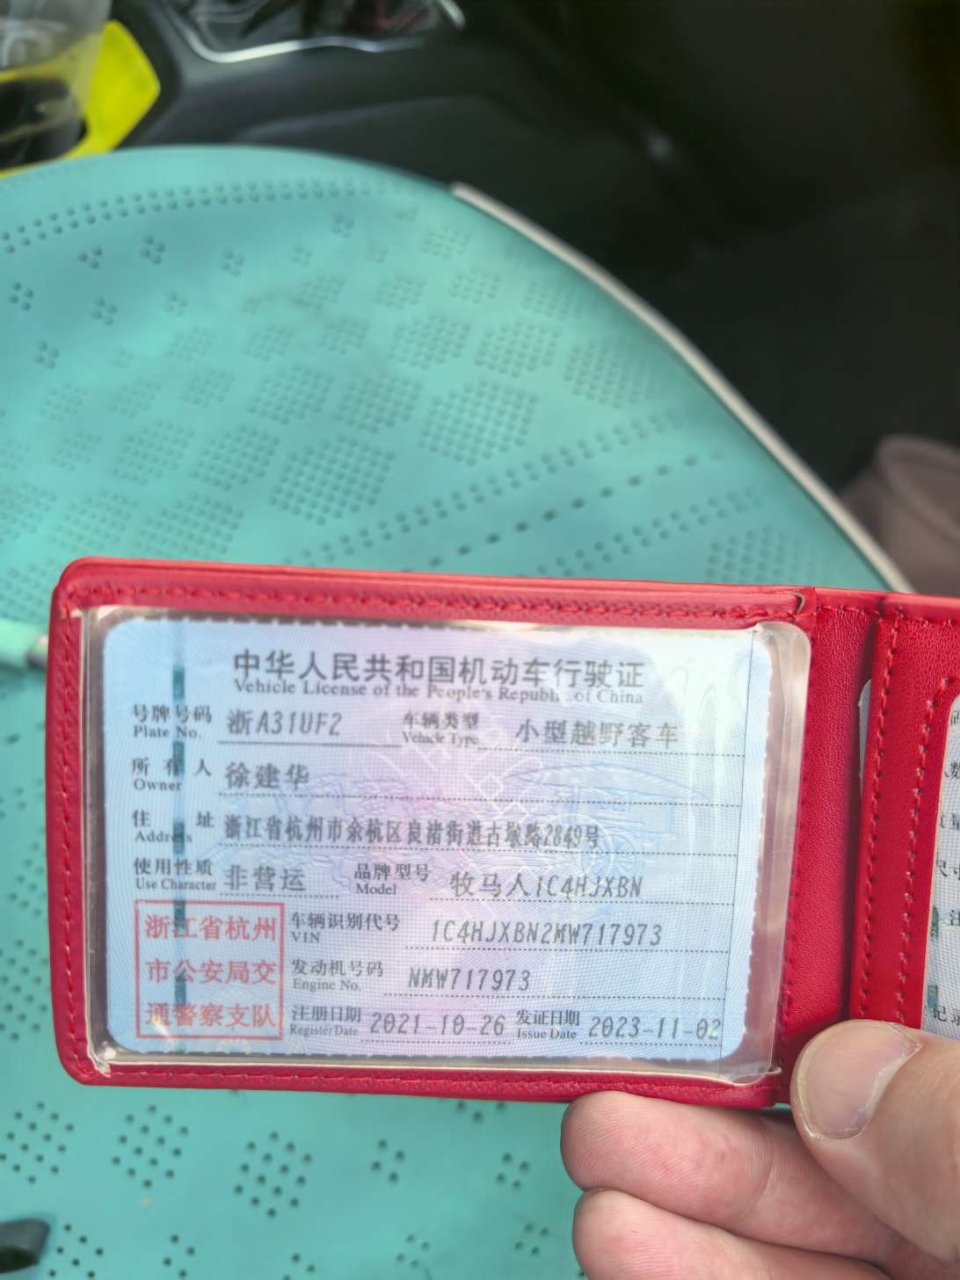 中华人民共和国机动车行驶证
Vehicle License of the People's Republic of China
号牌号码 浙A31UF2 车辆类型 小型越野客车
Plate No. Vehicle Type
所有人 徐建华
Owner
住址 浙江省杭州市余杭区良渚街道古墩路2849号
Address
使用性质 非营运 品牌型号 牧马人1C4HJXBN
Use Character Model
浙江省杭州
市公安局交
通警察支队
车辆识别代号 1C4HJXBN2MW717973
VIN
发动机号码 NMW717973
Engine No.
注册日期 2021-10-26 发证日期 2023-11-02
Register Date Issue Date